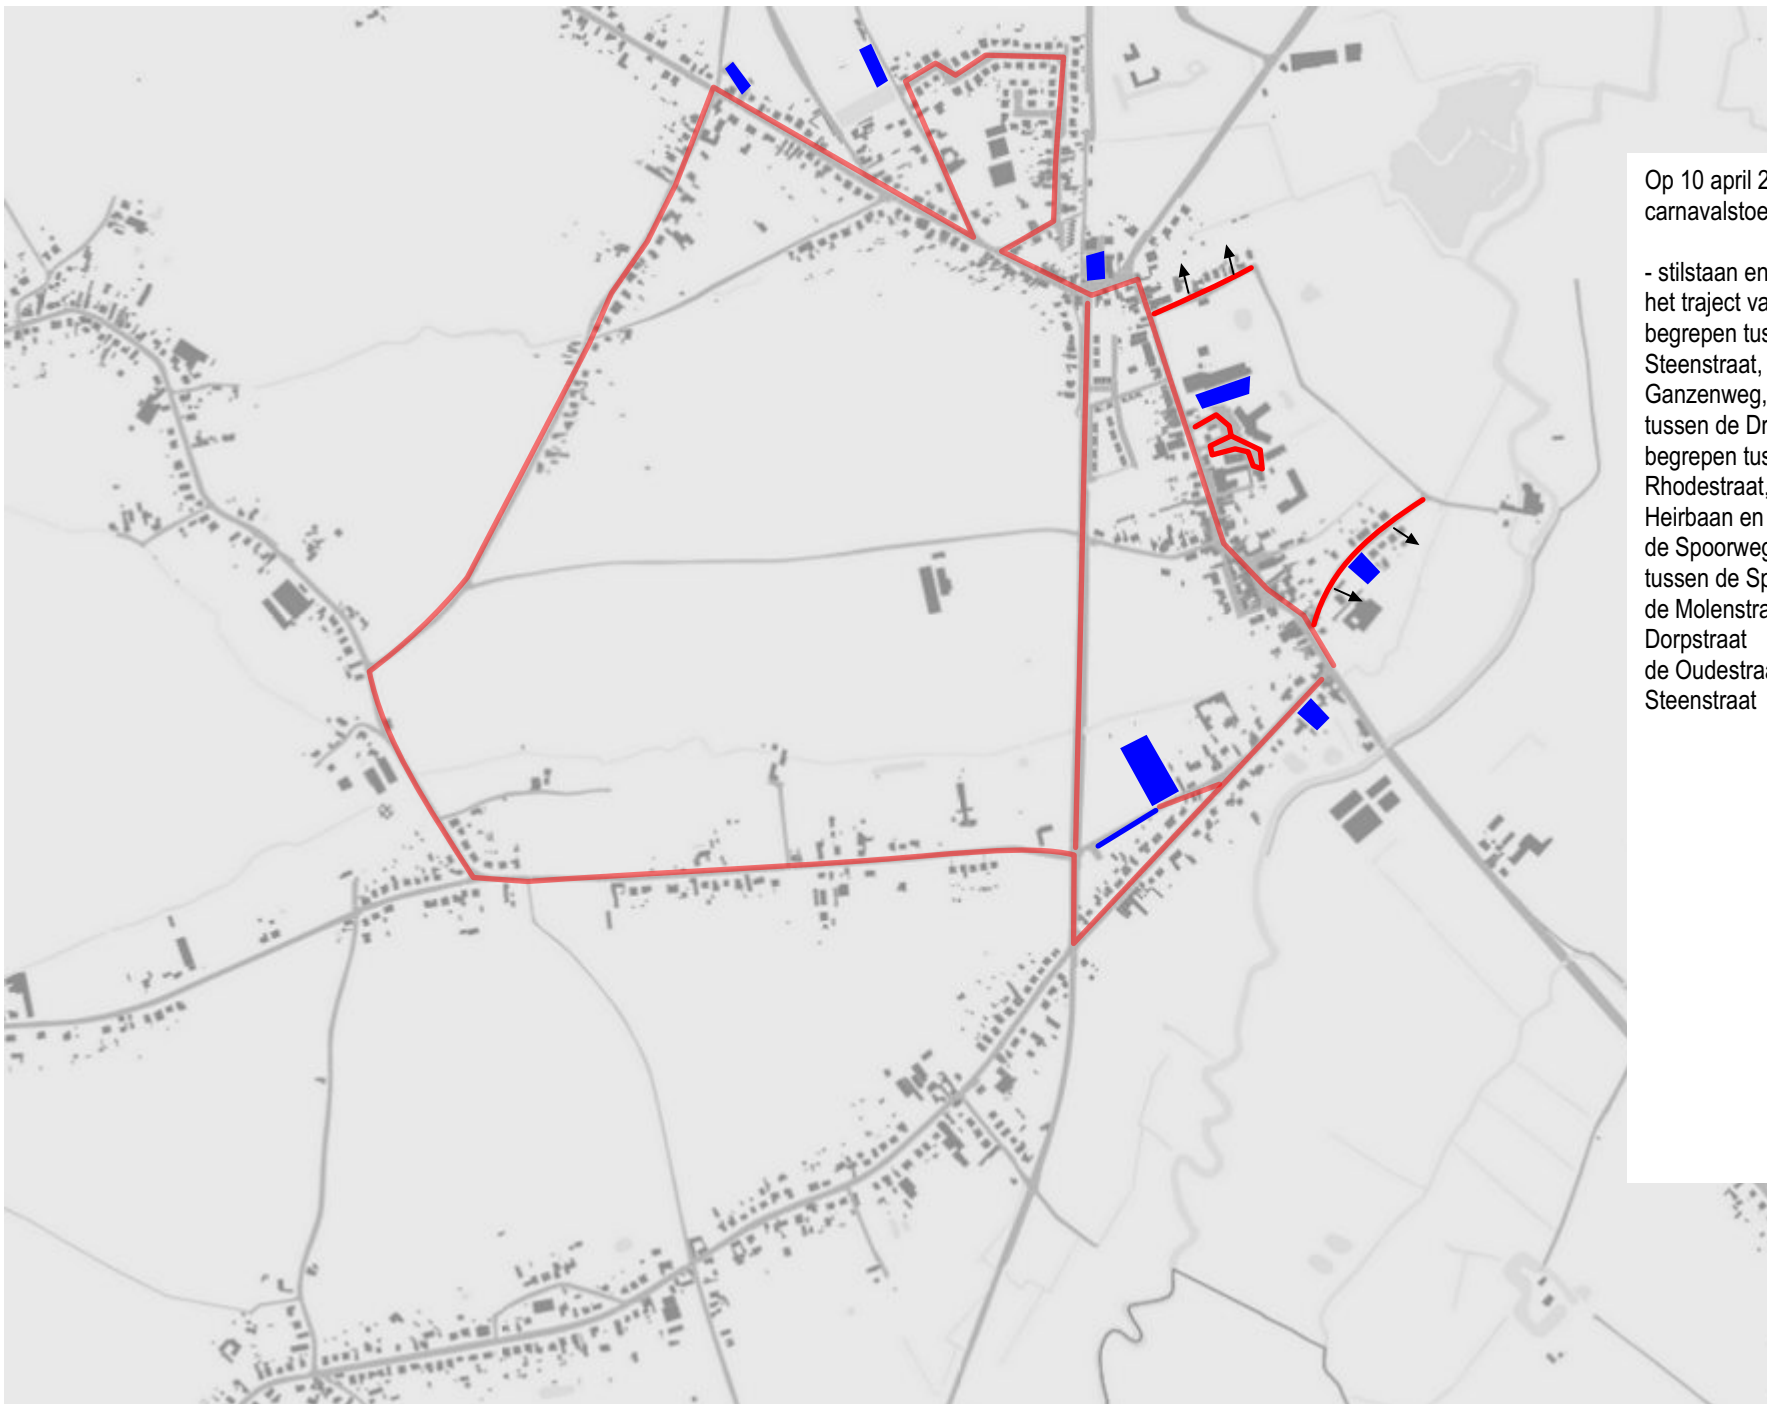 Op 10 april 2
carnavalstoe
- stilstaan en
het traject va
begrepen tus
Steenstraat,
Ganzenweg,
tussen de Dr
begrepen tus
Rhodestraat,
Heirbaan en
de Spoorweg
tussen de Sp
de Molenstra
Dorpstraat
de Oudestraa
Steenstraat